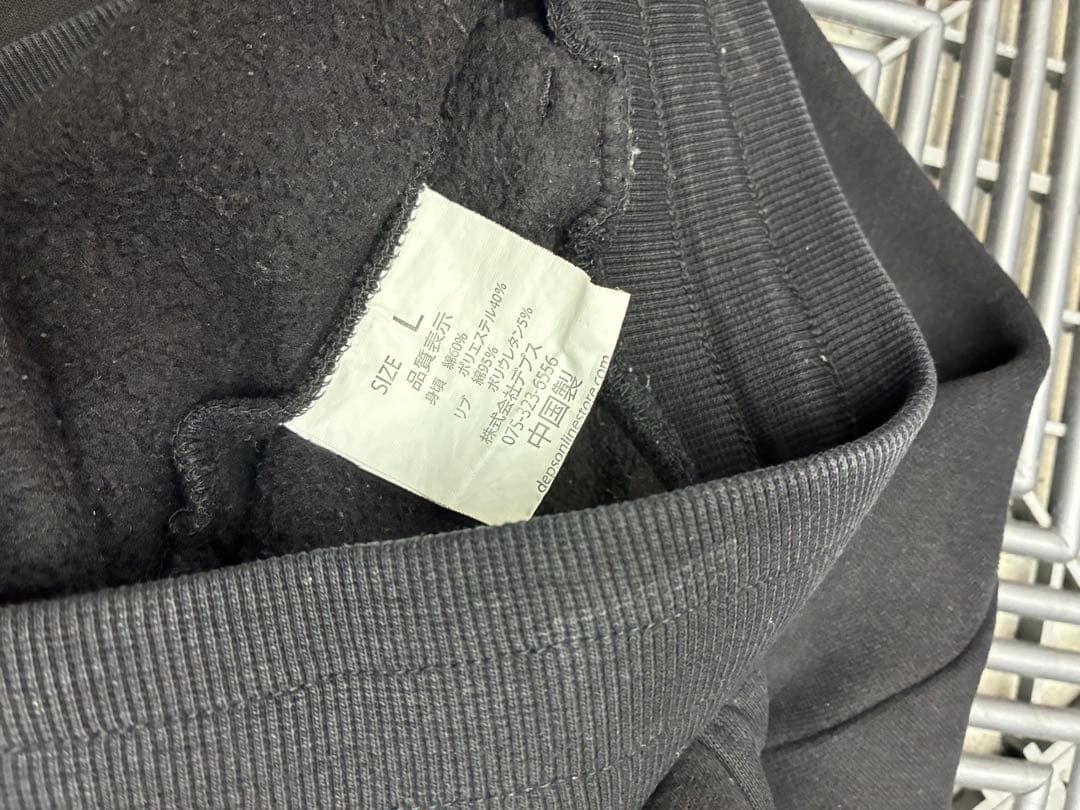 SIZE L
品質表示
身頃 綿60%
ポリエステル40%
リブ 綿95%
ポリウレタン5%
株式会社デプス
075-323-6556
中国製
depsonlinestore.com